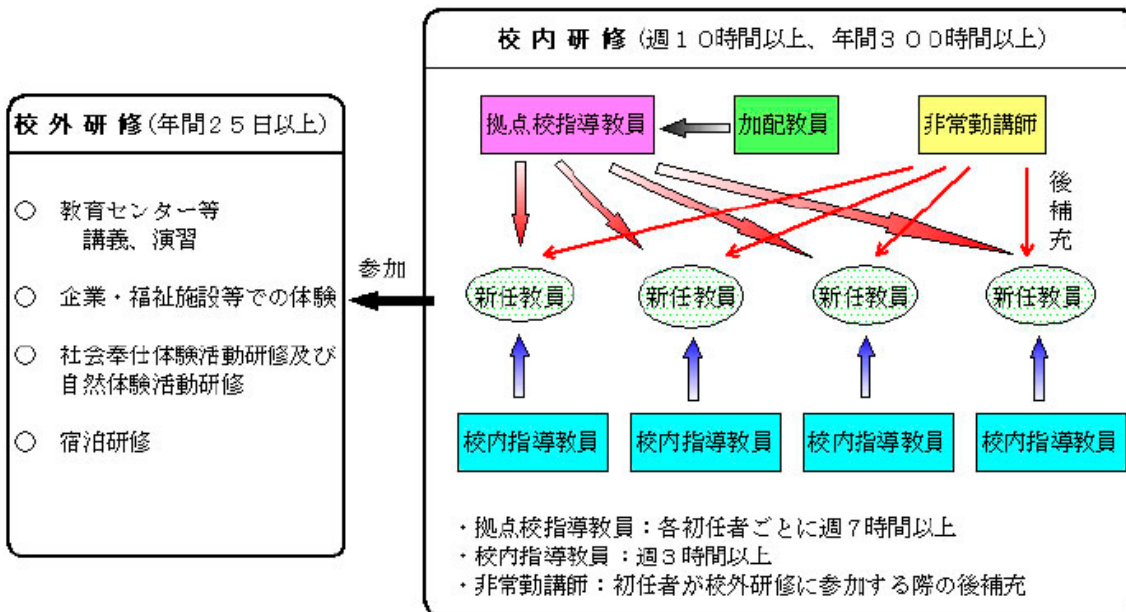 校外研修(年間２５日以上)
○ 教育センター等
講義、演習
○ 企業・福祉施設等での体験
○ 社会奉仕体験活動研修及び
自然体験活動研修
○ 宿泊研修
参加
校内研修(週１０時間以上、年間３００時間以上)
拠点校指導教員
加配教員
非常勤講師
後補充
新任教員
新任教員
新任教員
新任教員
校内指導教員
校内指導教員
校内指導教員
校内指導教員
・拠点校指導教員：各初任者ごとに週７時間以上
・校内指導教員：週３時間以上
・非常勤講師：初任者が校外研修に参加する際の後補充